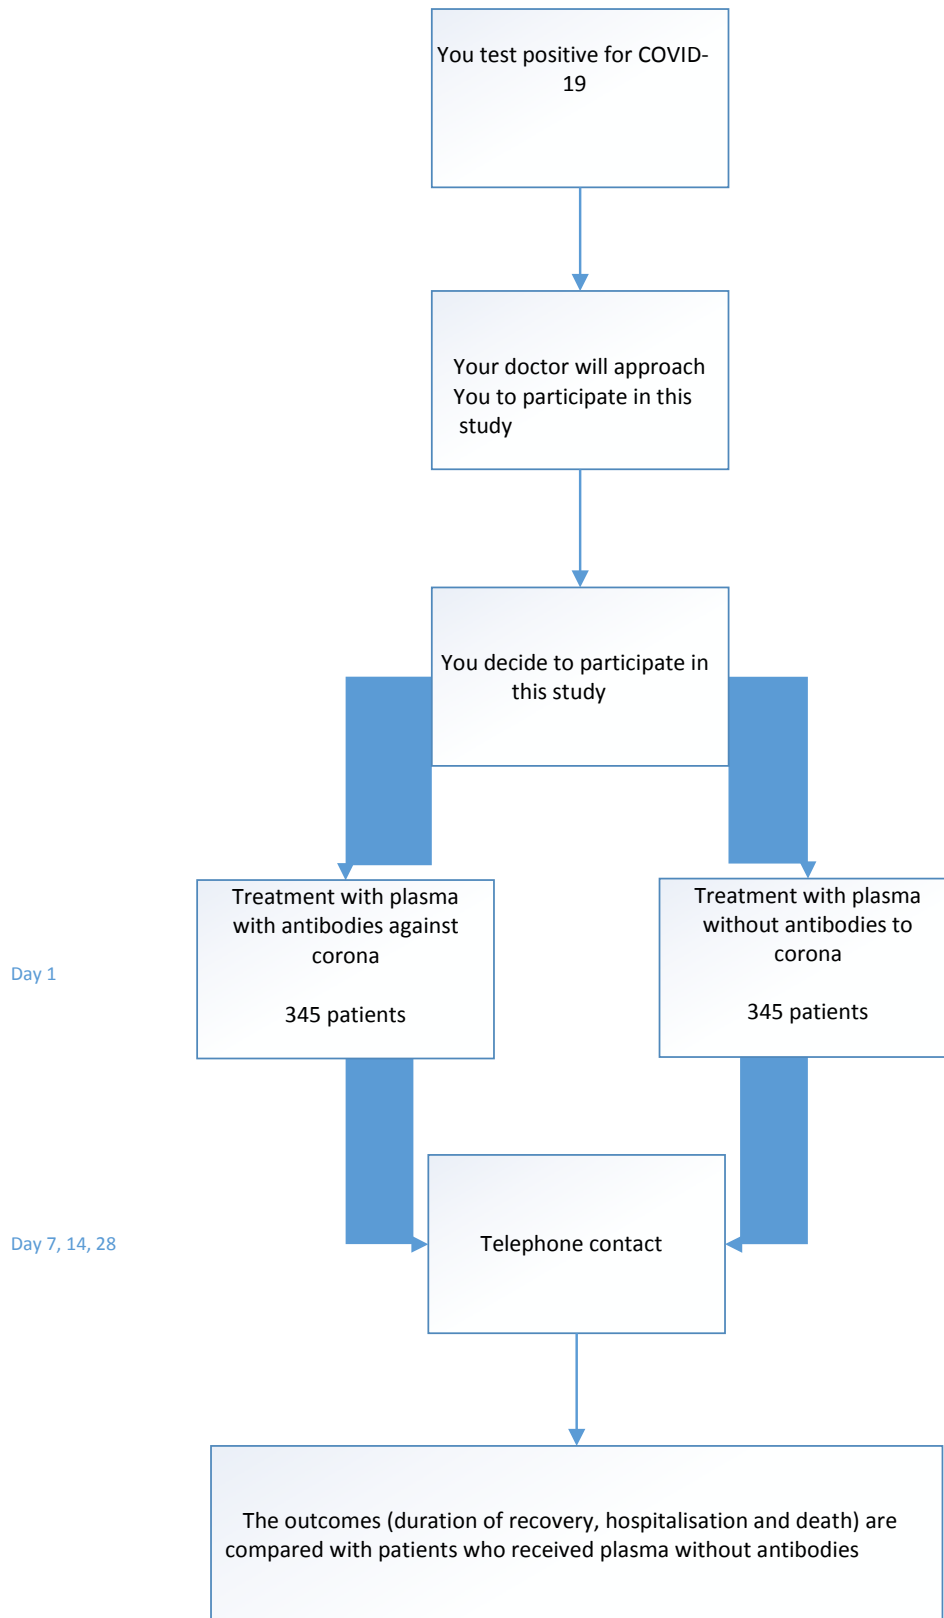 You test positive for COVID-
19
Your doctor will approach
You to participate in this
study
You decide to participate in
this study
Day 1
Treatment with plasma
with antibodies against
corona
345 patients
Treatment with plasma
without antibodies to
corona
345 patients
Day 7, 14, 28
Telephone contact
The outcomes (duration of recovery, hospitalisation and death) are
compared with patients who received plasma without antibodies